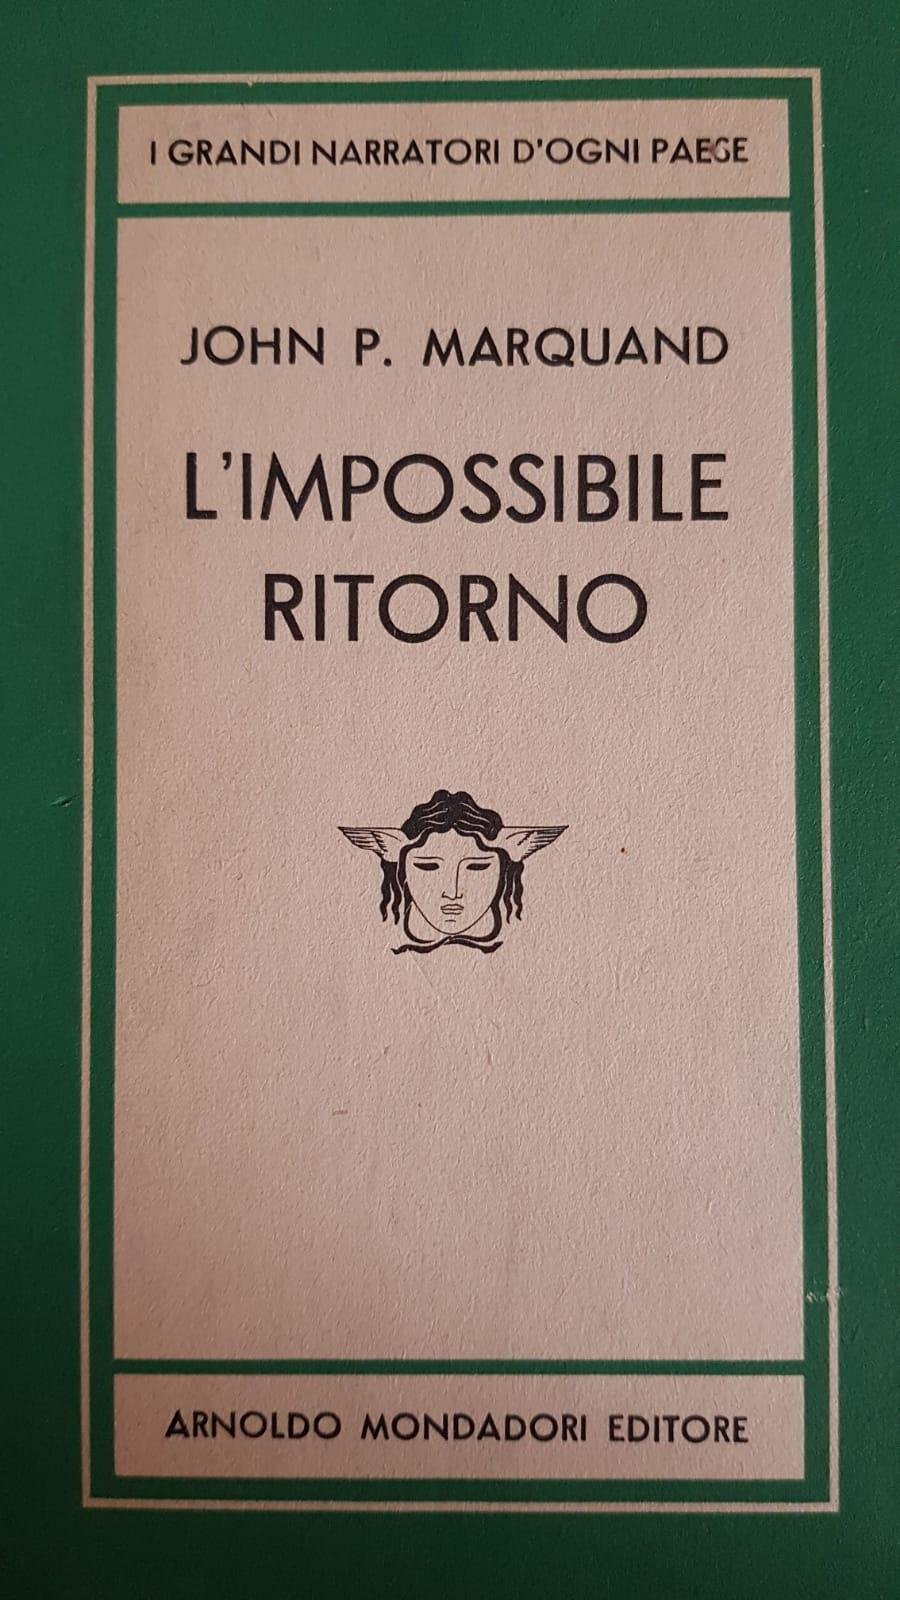 I GRANDI NARRATORI D'OGNI PAESE
JOHN P. MARQUAND
L'IMPOSSIBILE
RITORNO
ARNOLDO MONDADORI EDITORE